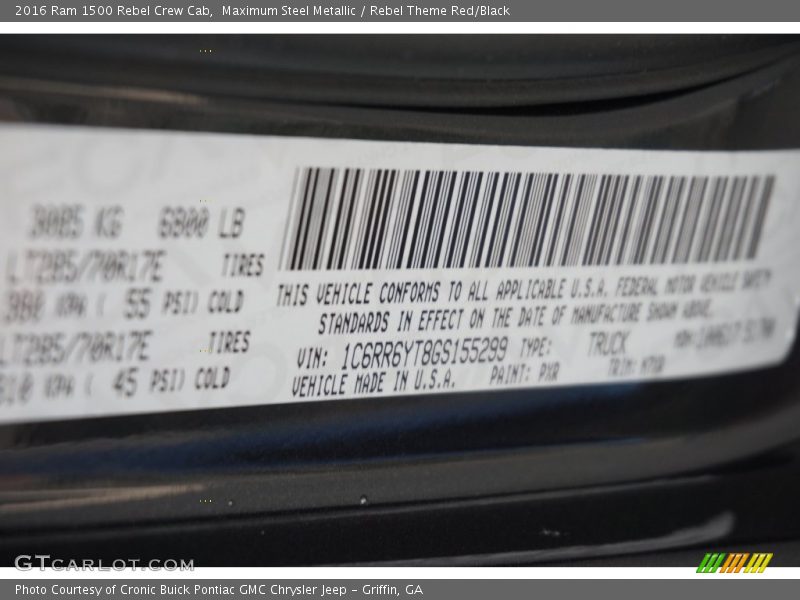 2016 Ram 1500 Rebel Crew Cab,  Maximum Steel Metallic / Rebel Theme Red/Black
3085 KG 6800 LB
LT285/70R17E TIRES
380 KPA ( 55 PSI) COLD
LT285/70R17E TIRES
310 KPA ( 45 PSI) COLD
THIS VEHICLE CONFORMS TO ALL APPLICABLE U.S.A. FEDERAL MOTOR VEHICLE SAFETY
STANDARDS IN EFFECT ON THE DATE OF MANUFACTURE SHOWN ABOVE.
VIN: 1C6RR6YT8GS155299 TYPE: TRUCK
VEHICLE MADE IN U.S.A. PAINT: PAR TRIM:
GTCARLOT.COM
Photo Courtesy of Cronic Buick Pontiac GMC Chrysler Jeep - Griffin, GA